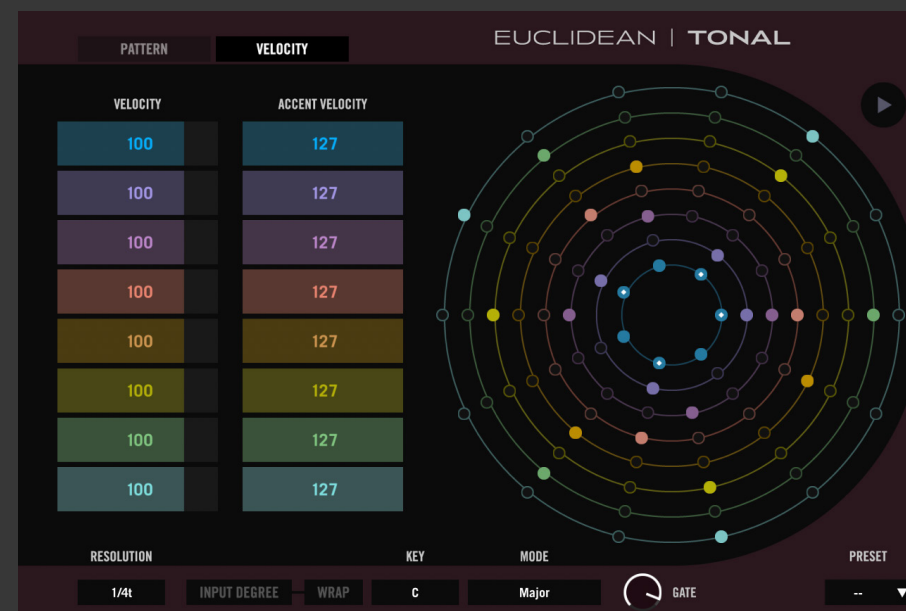 EUCLIDEAN | TONAL
PATTERN VELOCITY
VELOCITY ACCENT VELOCITY
100 127
100 127
100 127
100 127
100 127
100 127
100 127
100 127
RESOLUTION KEY MODE PRESET
1/4t INPUT DEGREE WRAP C Major GATE --